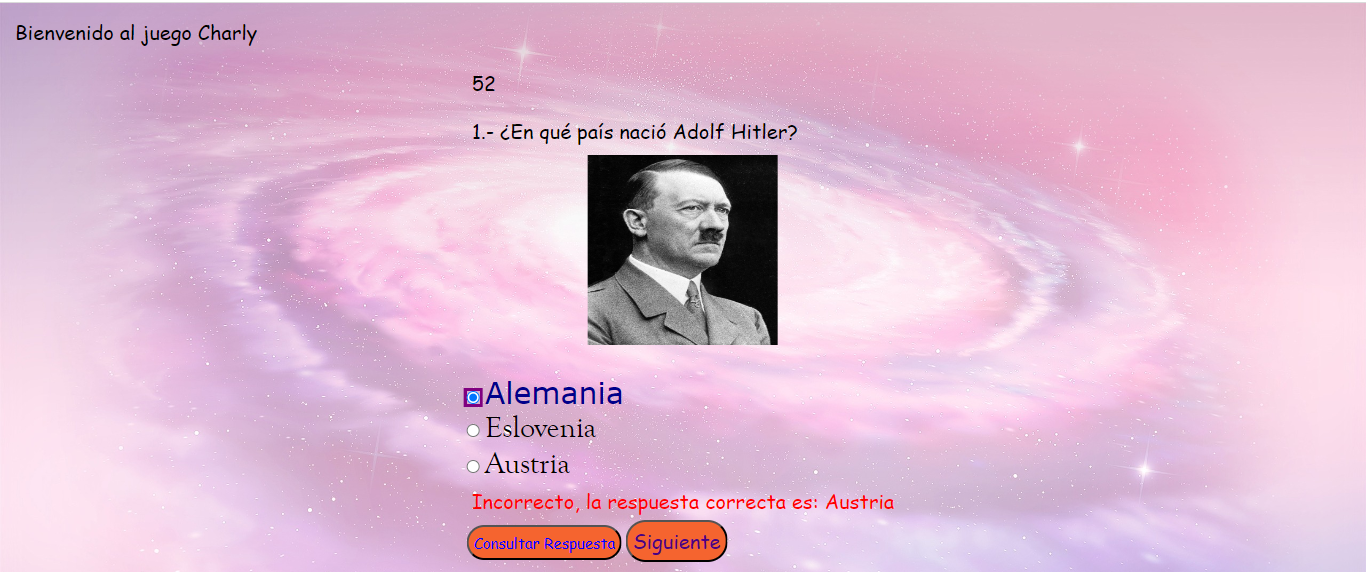 Bienvenido al juego Charly
52
1.- ¿En qué país nació Adolf Hitler?
Alemania
Eslovenia
Austria
Incorrecto, la respuesta correcta es: Austria
Consultar Respuesta Siguiente